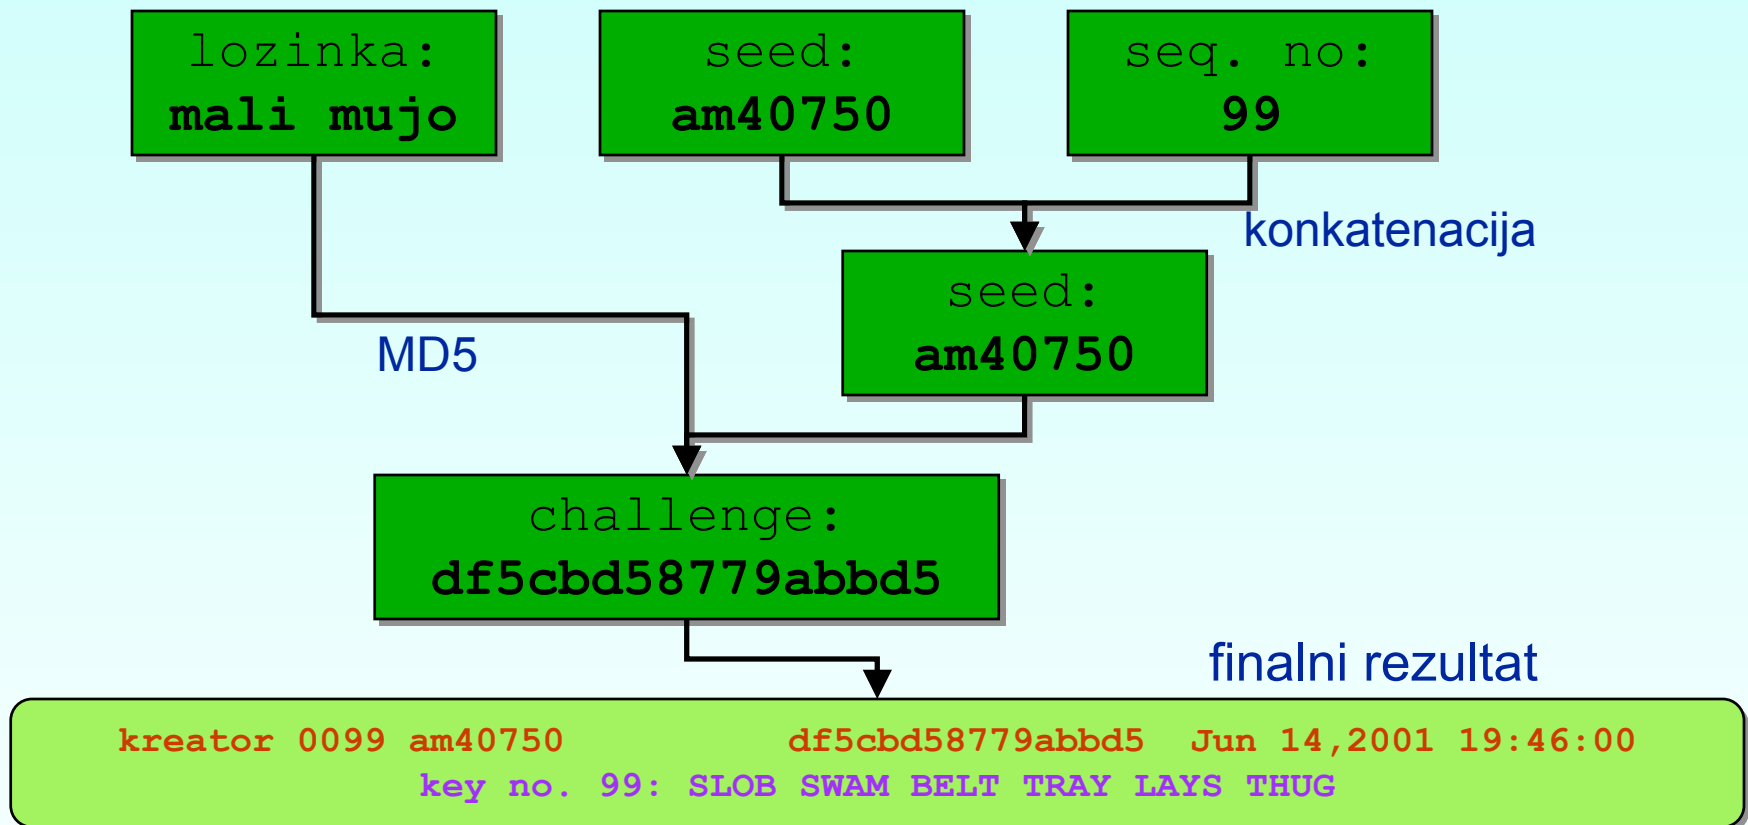 lozinka:
mali mujo
seed:
am40750
seq. no:
99
konkatenacija
seed:
am40750
MD5
challenge:
df5cbd58779abbd5
finalni rezultat
kreator 0099 am40750 df5cbd58779abbd5 Jun 14,2001 19:46:00
key no. 99: SLOB SWAM BELT TRAY LAYS THUG